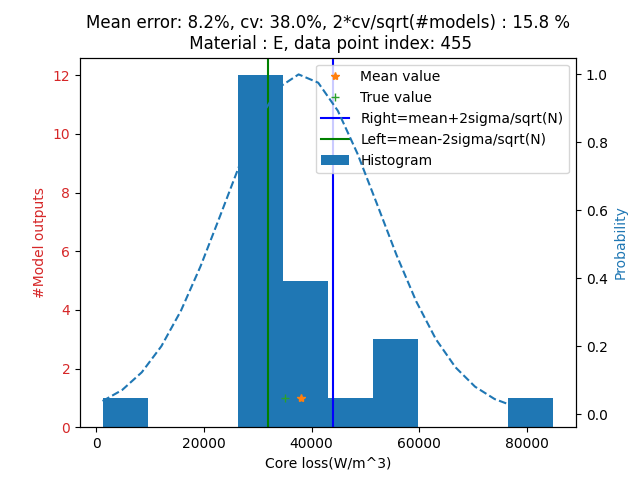 Mean error: 8.2%, cv: 38.0%, 2*cv/sqrt(#models) : 15.8 %
Material : E, data point index: 455
Mean value
True value
Right=mean+2sigma/sqrt(N)
Left=mean-2sigma/sqrt(N)
Histogram
#Model outputs
12
10
8
6
4
2
0
1.0
0.8
0.6
0.4
0.2
0.0
Probability
0
20000
40000
60000
80000
Core loss(W/m^3)